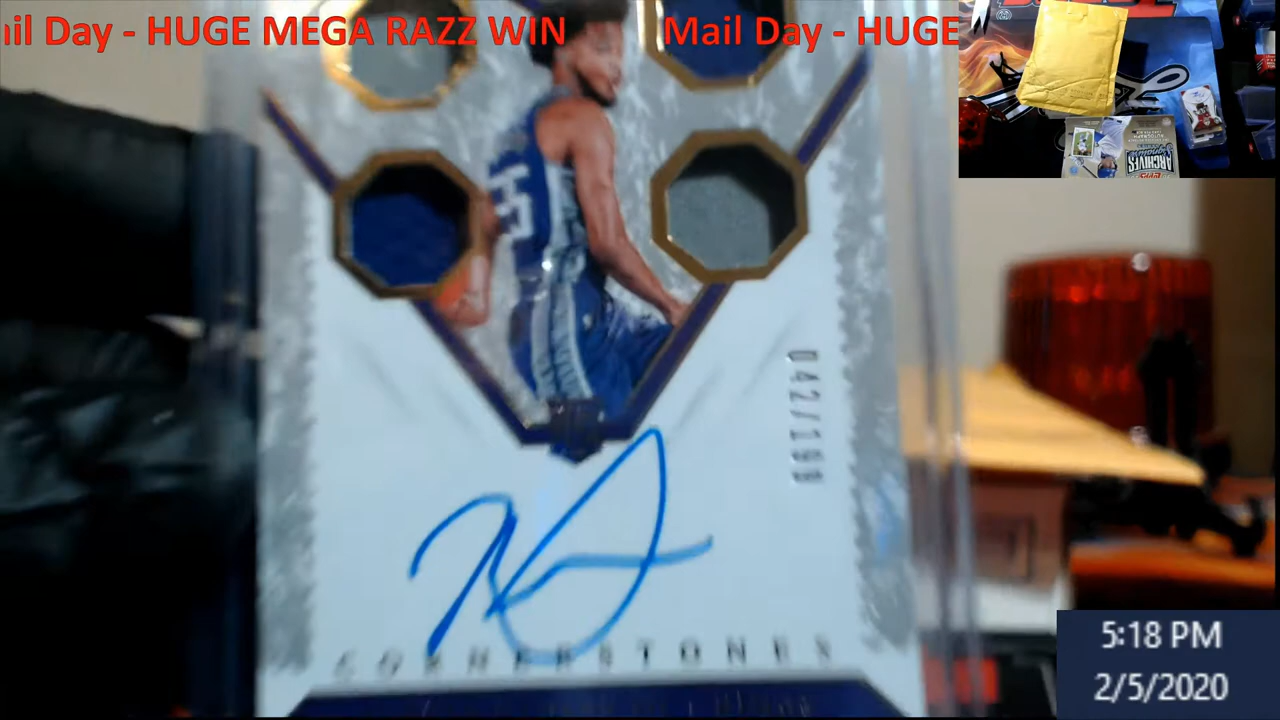 il Day - HUGE MEGA RAZZ WIN Mail Day - HUGE
ARCHIVES
35
042/199
CORNERSTONES
5:18 PM
2/5/2020